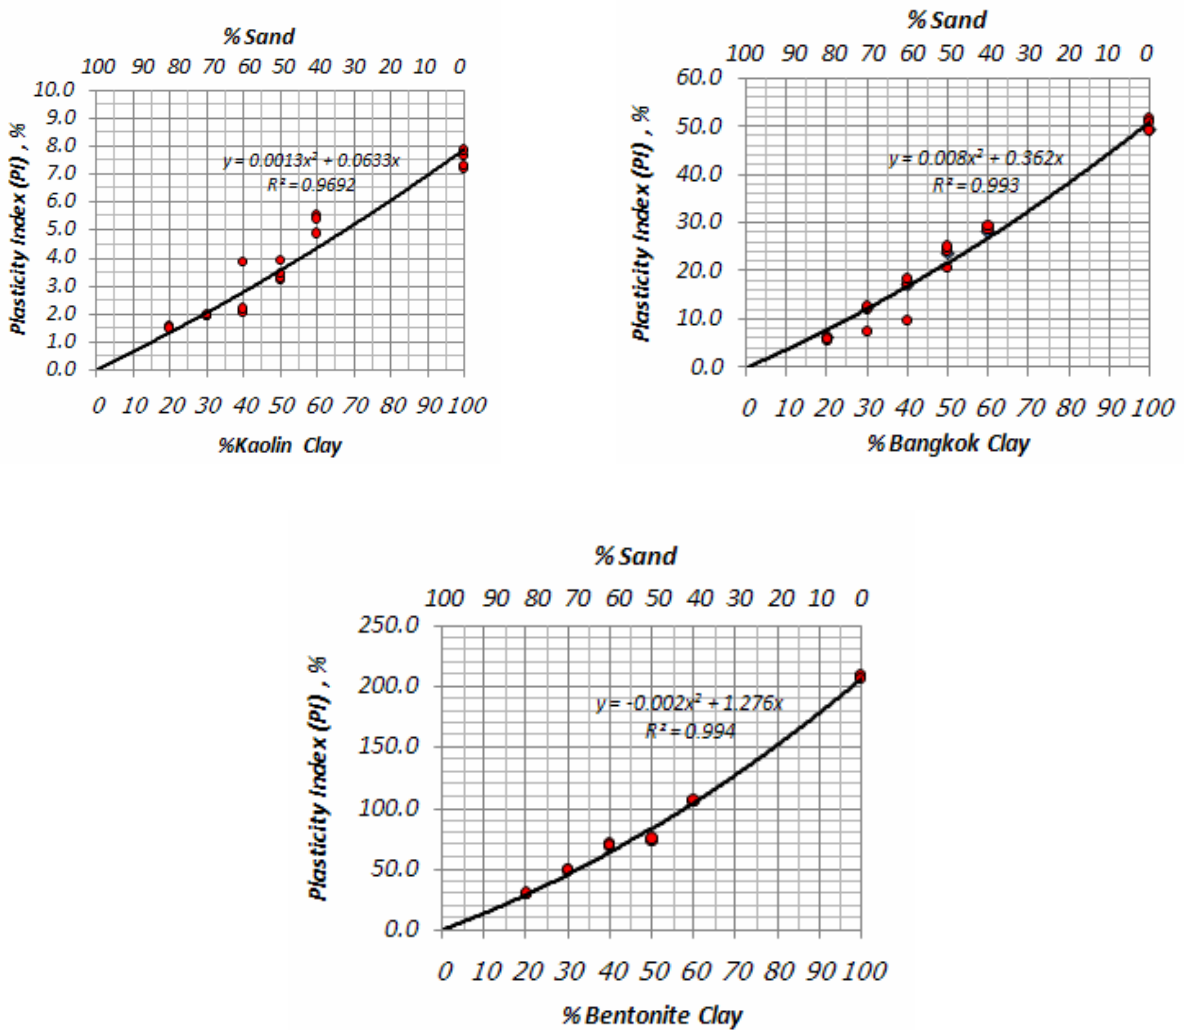 % Sand
100 90 80 70 60 50 40 30 20 10 0
10.0
9.0
8.0
7.0
6.0
5.0
4.0
3.0
2.0
1.0
0.0
Plasticity Index (PI) , %
y = 0.0013x² + 0.0633x
R² = 0.9692
0 10 20 30 40 50 60 70 80 90 100
%Kaolin Clay
% Sand
100 90 80 70 60 50 40 30 20 10 0
60.0
50.0
40.0
30.0
20.0
10.0
0.0
Plasticity Index (PI) , %
y = 0.008x² + 0.362x
R² = 0.993
0 10 20 30 40 50 60 70 80 90 100
% Bangkok Clay
% Sand
100 90 80 70 60 50 40 30 20 10 0
250.0
200.0
150.0
100.0
50.0
0.0
Plasticity Index (PI) , %
y = -0.002x² + 1.276x
R² = 0.994
0 10 20 30 40 50 60 70 80 90 100
% Bentonite Clay